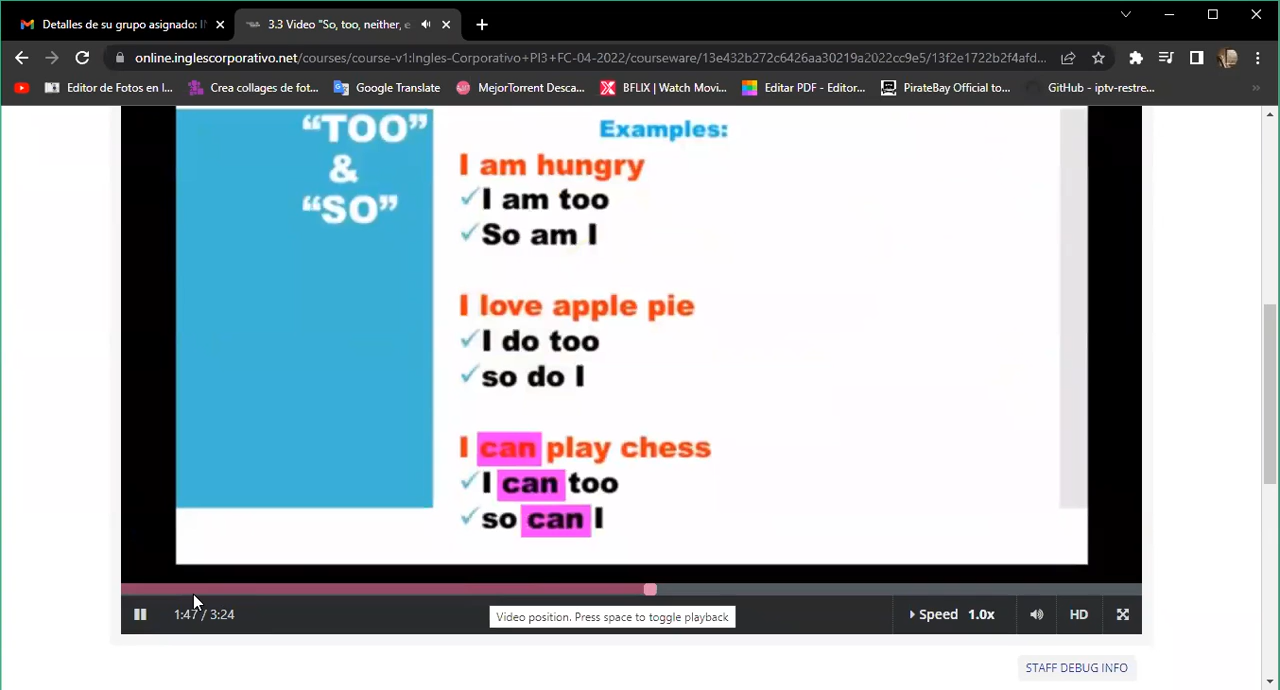 Detalles de su grupo asignado: I
3.3 Video "So, too, neither, e
online.inglescorporativo.net/courses/course-v1:Ingles-Corporativo+PI3+FC-04-2022/courseware/13e432b272c6426aa30219a2022cc9e5/13f2e1722b2f4afd...
Editor de Fotos en l...
Crea collages de fot...
Google Translate
MejorTorrent Desca...
BFLIX | Watch Movi...
Editar PDF - Editor...
PirateBay Official to...
GitHub - iptv-restre...
"TOO"
&
"SO"
Examples:
I am hungry
I am too
So am I
I love apple pie
I do too
so do I
I can play chess
I can too
so can I
1:47 / 3:24
Video position. Press space to toggle playback
Speed 1.0x
HD
STAFF DEBUG INFO